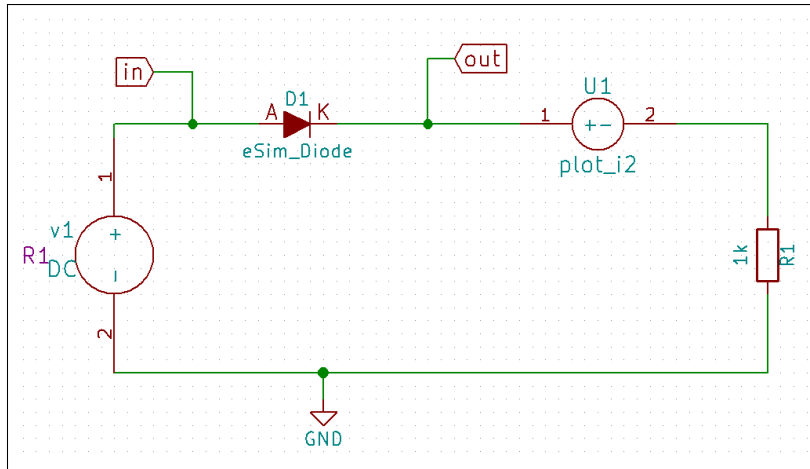 in
out
D1
A
K
eSim_Diode
U1
1
+-
2
plot_i2
1
v1
+
R1
DC
-
2
1k
R1
GND